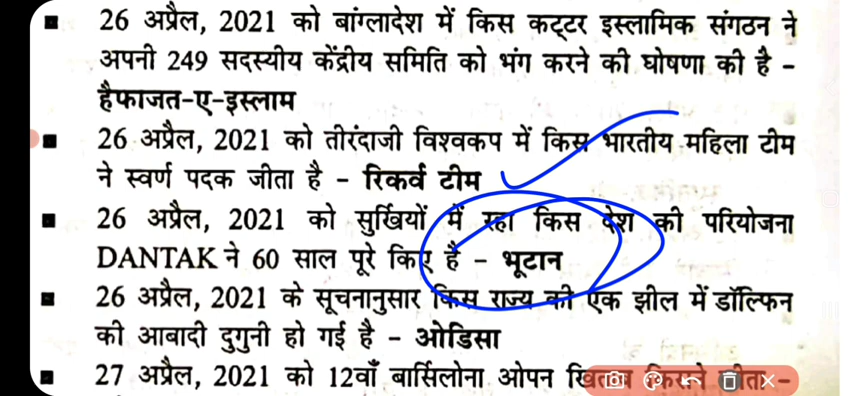 ▪ 26 अप्रैल, 2021 को बांग्लादेश में किस कट्टर इस्लामिक संगठन ने
अपनी 249 सदस्यीय केंद्रीय समिति को भंग करने की घोषणा की है –
हैफाजत-ए-इस्लाम
▪ 26 अप्रैल, 2021 को तीरंदाजी विश्वकप में किस भारतीय महिला टीम
ने स्वर्ण पदक जीता है – रिकर्व टीम
▪ 26 अप्रैल, 2021 को सुर्खियों में रहा किस देश की परियोजना
DANTAK ने 60 साल पूरे किए है – भूटान
▪ 26 अप्रैल, 2021 के सूचनानुसार किस राज्य की एक झील में डॉल्फिन
की आबादी दुगुनी हो गई है – ओडिसा
▪ 27 अप्रैल, 2021 को 12वाँ बार्सिलोना ओपन खिताब किसने जीता –